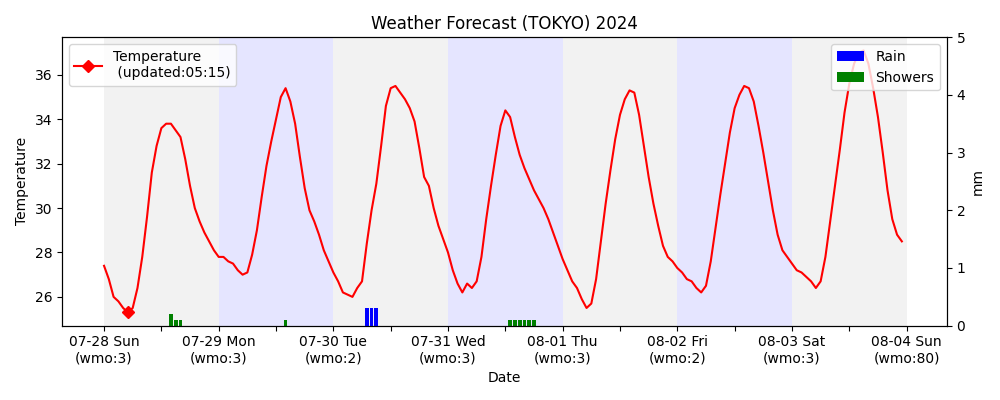 Weather Forecast (TOKYO) 2024
Temperature
(updated:05:15)
Rain
Showers
Temperature
36
34
32
30
28
26
5
4
3
2
1
0
mm
07-28 Sun
(wmo:3)
07-29 Mon
(wmo:3)
07-30 Tue
(wmo:2)
07-31 Wed
(wmo:3)
08-01 Thu
(wmo:3)
08-02 Fri
(wmo:2)
08-03 Sat
(wmo:3)
08-04 Sun
(wmo:80)
Date